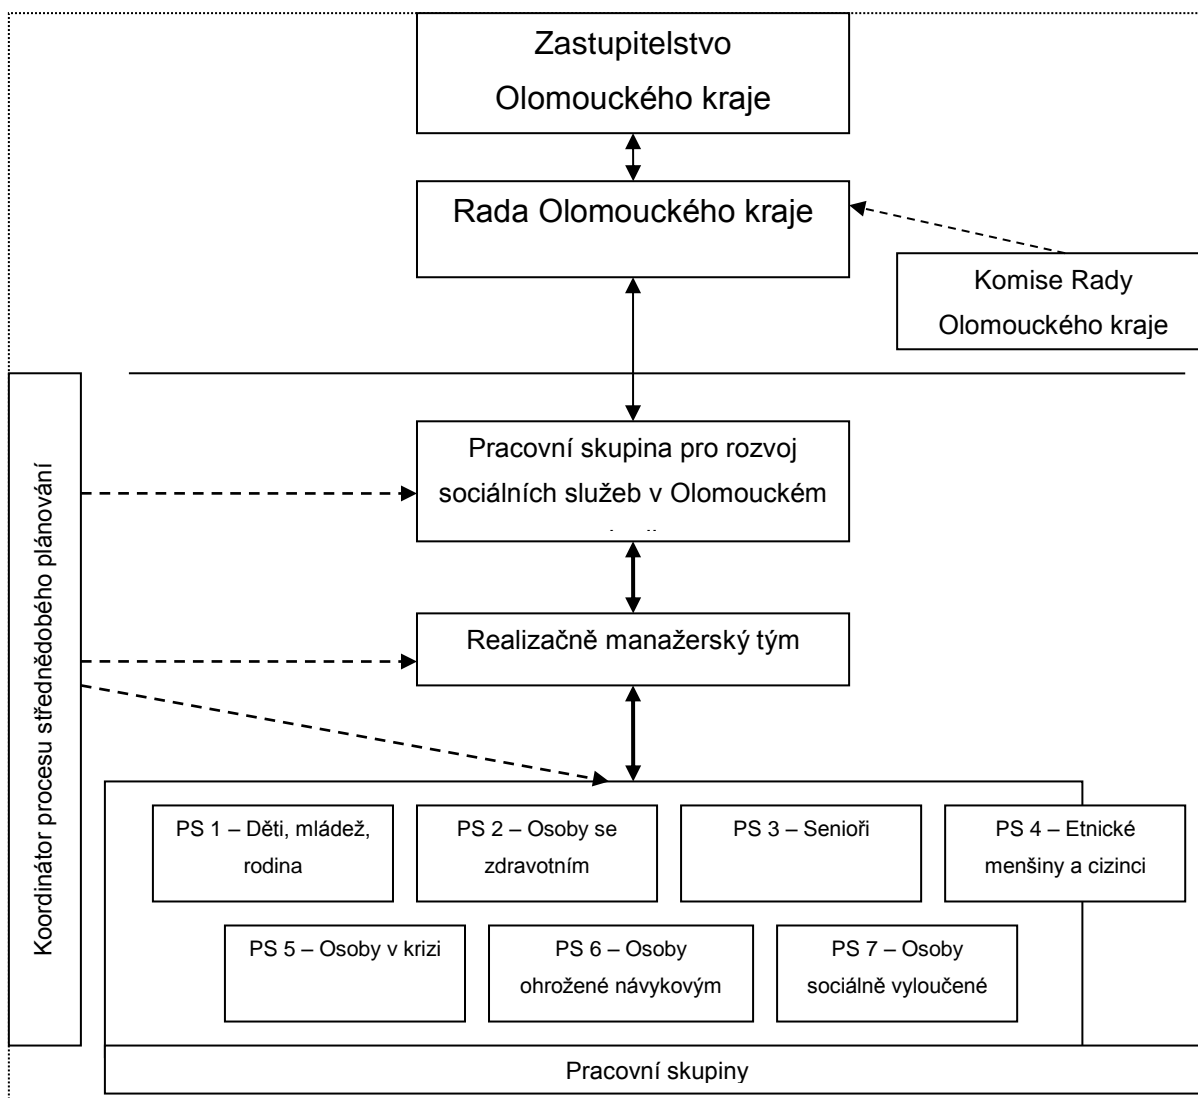 Zastupitelstvo
Olomouckého kraje
Rada Olomouckého kraje
Komise Rady
Olomouckého kraje
Koordinátor procesu střednědobého plánování
Pracovní skupina pro rozvoj
sociálních služeb v Olomouckém
Realizačně manažerský tým
PS 1 – Děti, mládež,
rodina
PS 2 – Osoby se
zdravotním
PS 3 – Senioři
PS 4 – Etnické
menšiny a cizinci
PS 5 – Osoby v krizi
PS 6 – Osoby
ohrožené návykovým
PS 7 – Osoby
sociálně vyloučené
Pracovní skupiny